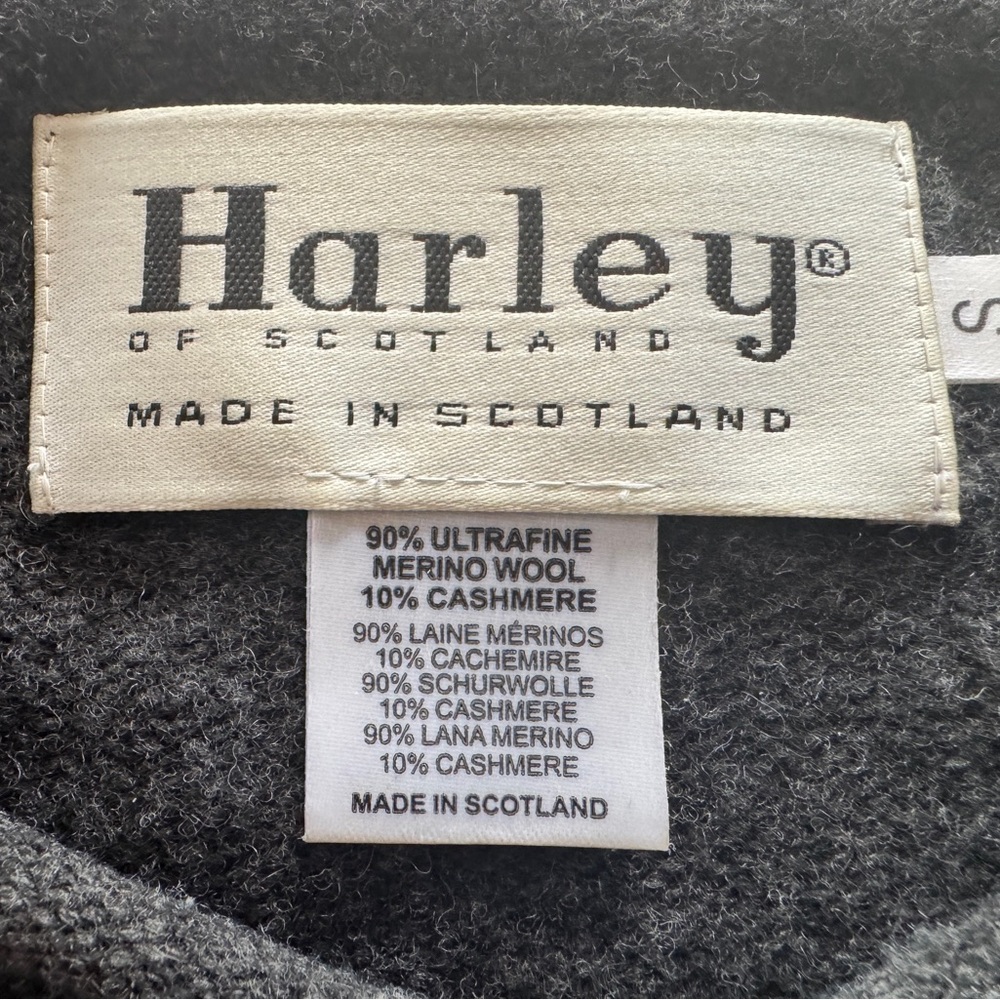 Harley®
OF SCOTLAND
MADE IN SCOTLAND
S
90% ULTRAFINE
MERINO WOOL
10% CASHMERE
90% LAINE MÉRINOS
10% CACHEMIRE
90% SCHURWOLLE
10% CASHMERE
90% LANA MERINO
10% CASHMERE
MADE IN SCOTLAND